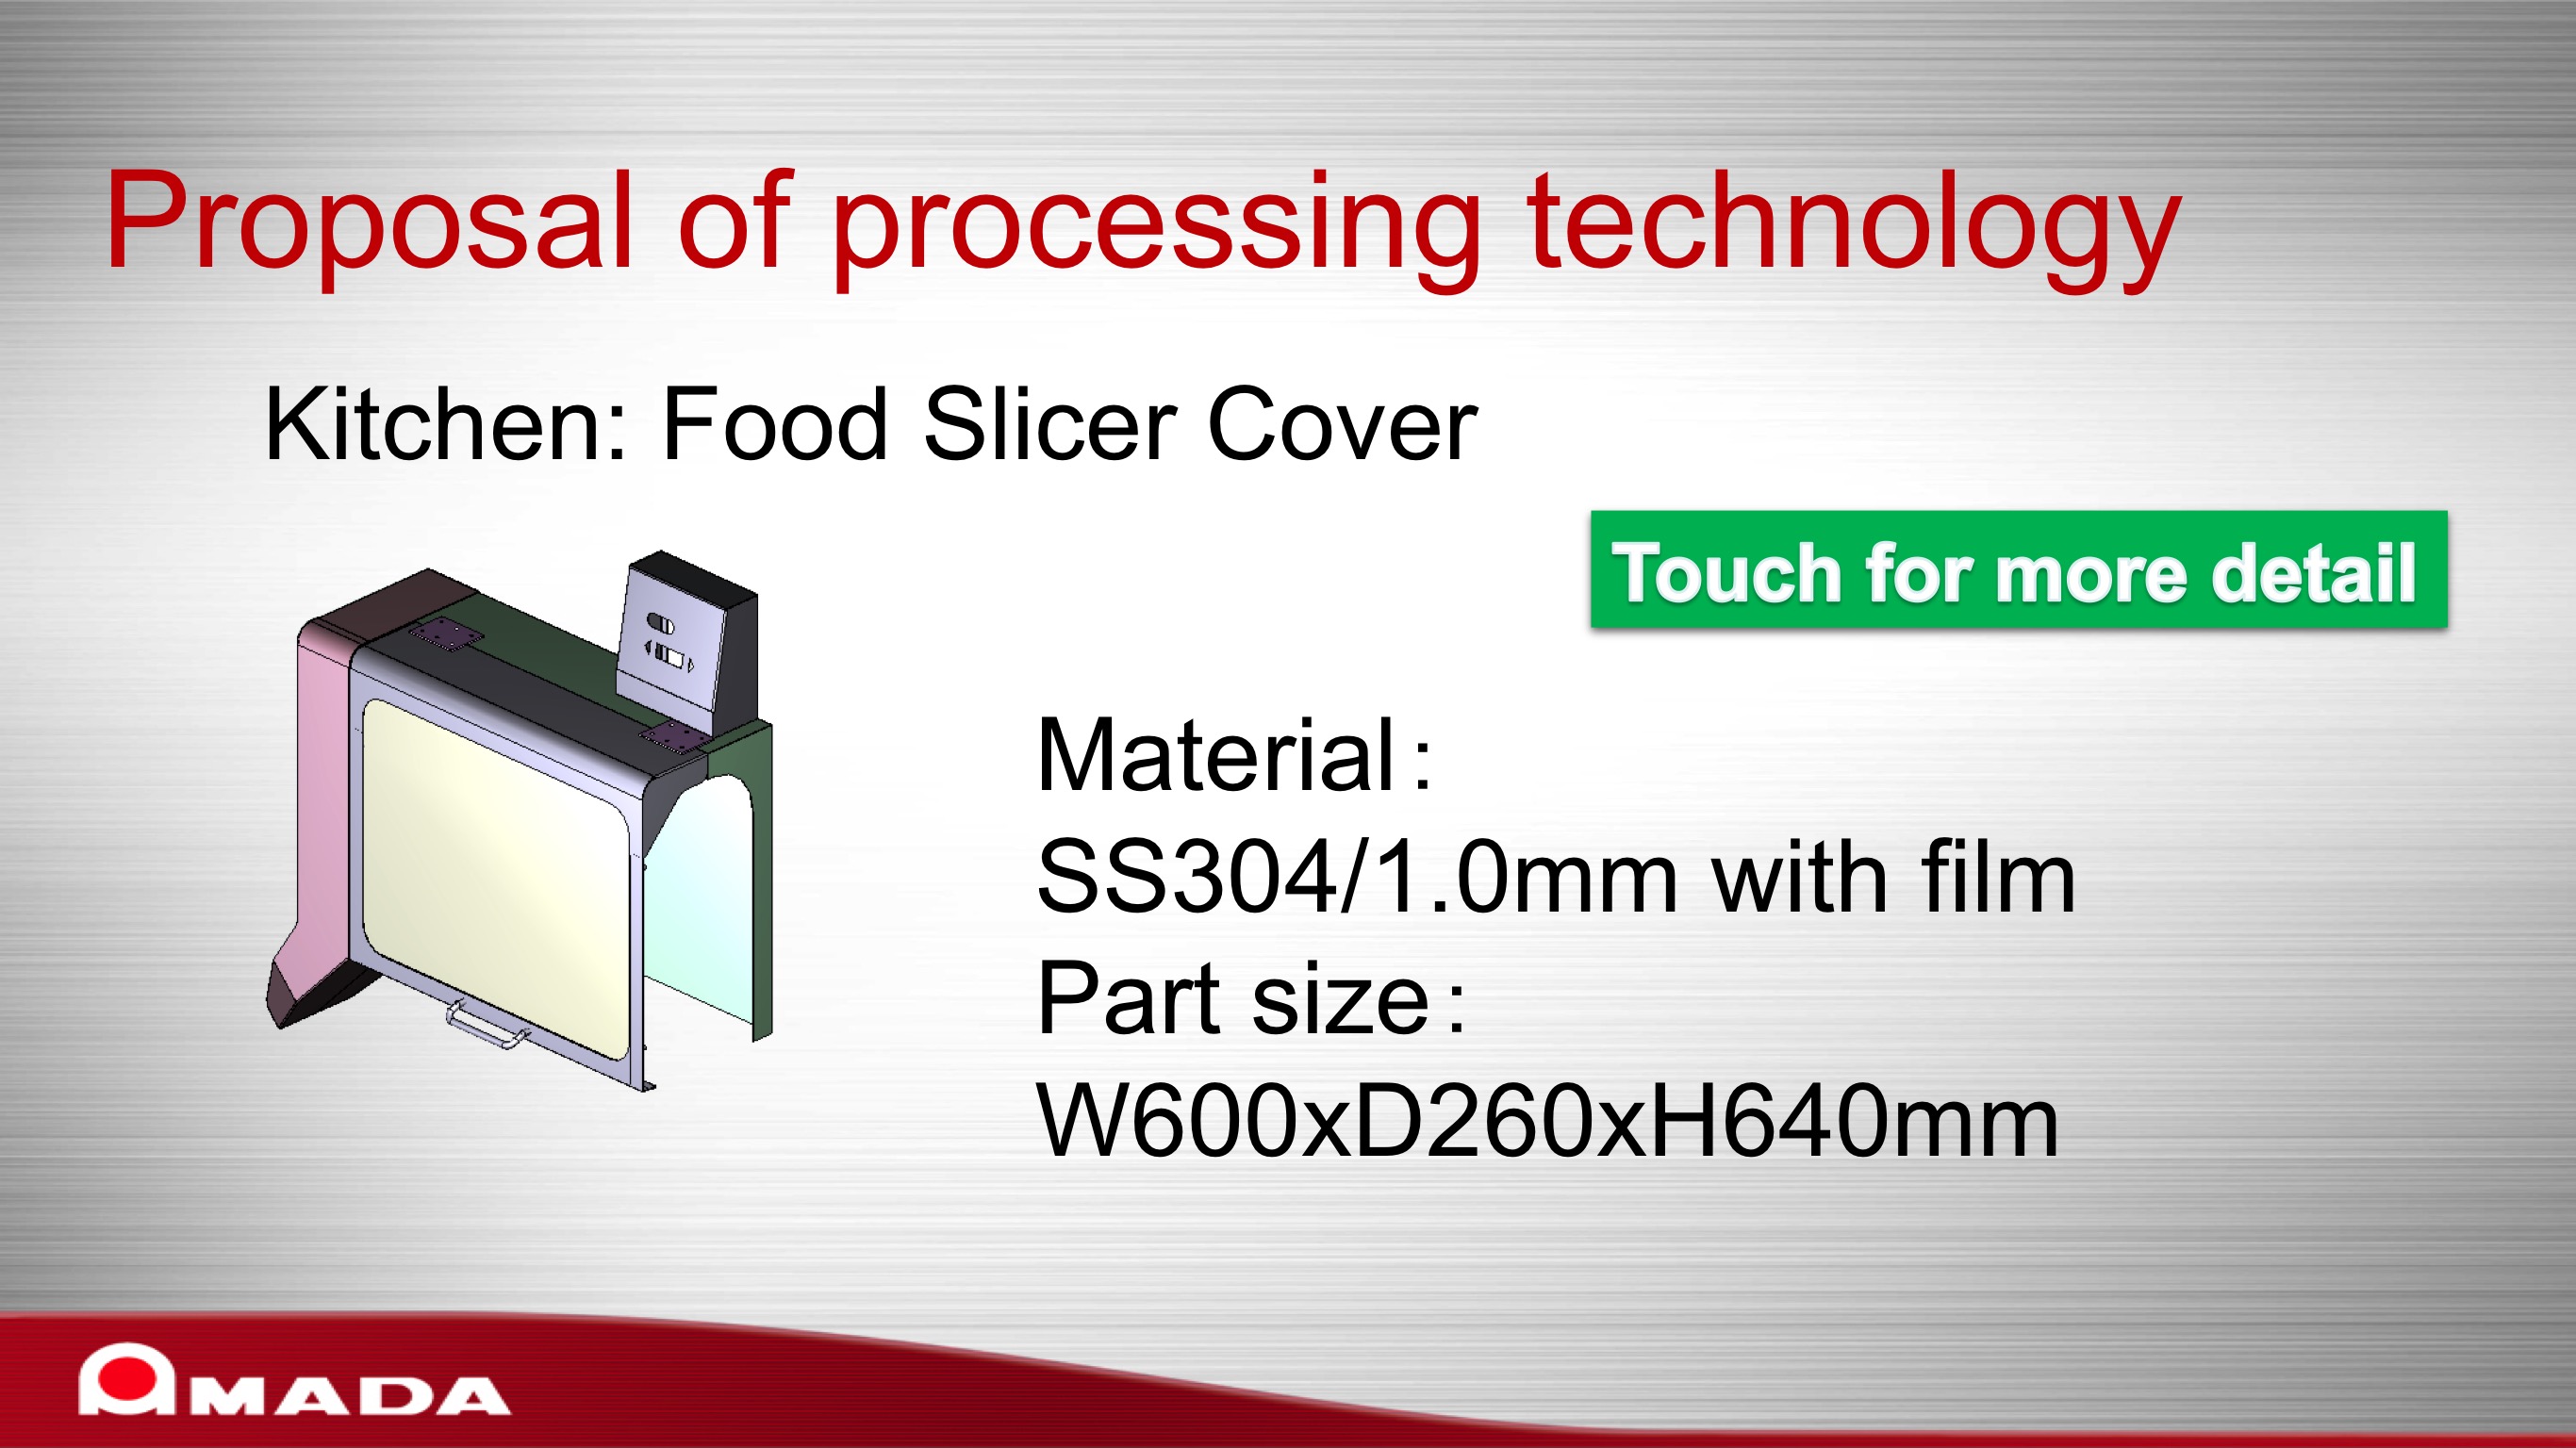 Proposal of processing technology
Kitchen: Food Slicer Cover
Touch for more detail
Material：
SS304/1.0mm with film
Part size：
W600xD260xH640mm
AMADA